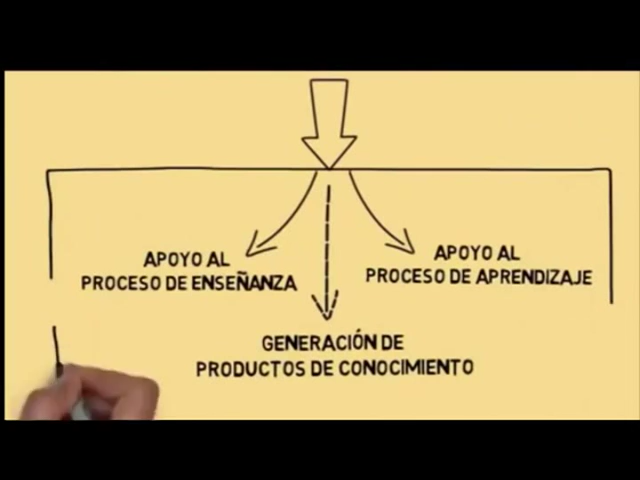 APOYO AL
PROCESO DE ENSEÑANZA
APOYO AL
PROCESO DE APRENDIZAJE
GENERACIÓN DE
PRODUCTOS DE CONOCIMIENTO